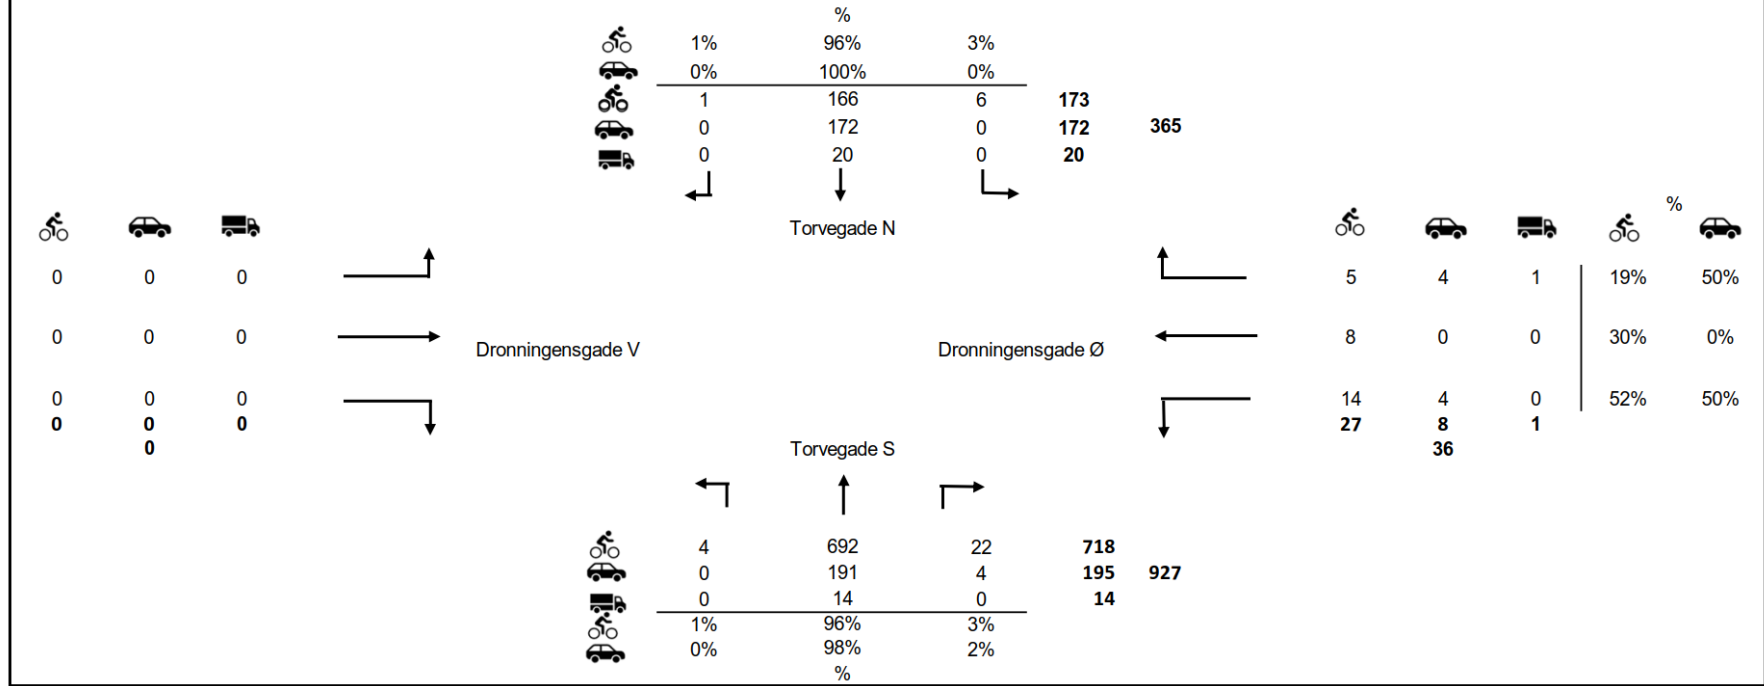 %
1% 96% 3%
0% 100% 0%
1 166 6 173
0 172 0 172 365
0 20 0 20
%
Torvegade N
0 0 0 5 4 1 19% 50%
0 0 0 8 0 0 30% 0%
Dronningensgade V Dronningensgade Ø
0 0 0 14 4 0 52% 50%
0 0 0 27 8 1
0 Torvegade S 36
4 692 22 718
0 191 4 195 927
0 14 0 14
1% 96% 3%
0% 98% 2%
%